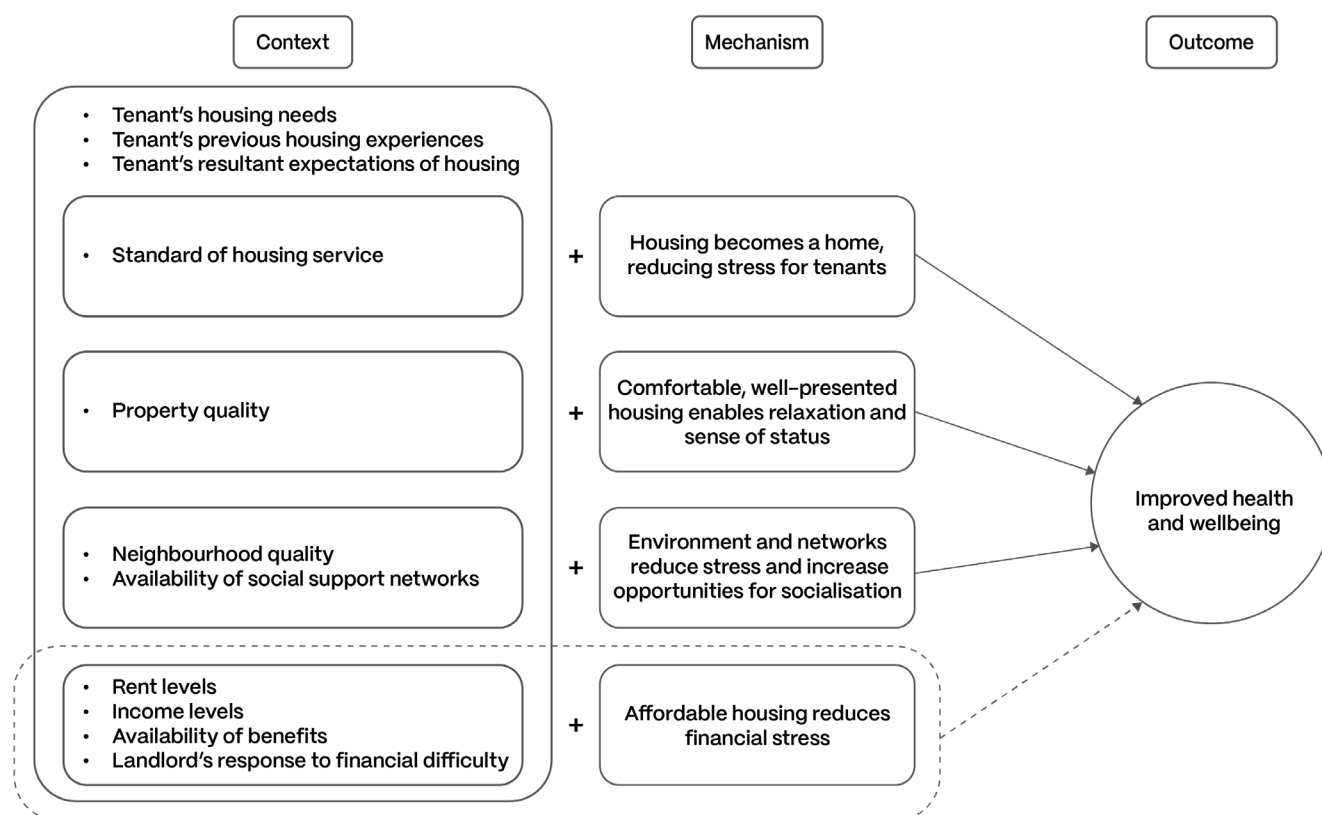 Context
Mechanism
Outcome
• Tenant’s housing needs
• Tenant’s previous housing experiences
• Tenant’s resultant expectations of housing
• Standard of housing service
+
Housing becomes a home,
reducing stress for tenants
• Property quality
+
Comfortable, well-presented
housing enables relaxation and
sense of status
• Neighbourhood quality
• Availability of social support networks
+
Environment and networks
reduce stress and increase
opportunities for socialisation
• Rent levels
• Income levels
• Availability of benefits
• Landlord’s response to financial difficulty
+
Affordable housing reduces
financial stress
Improved health
and wellbeing